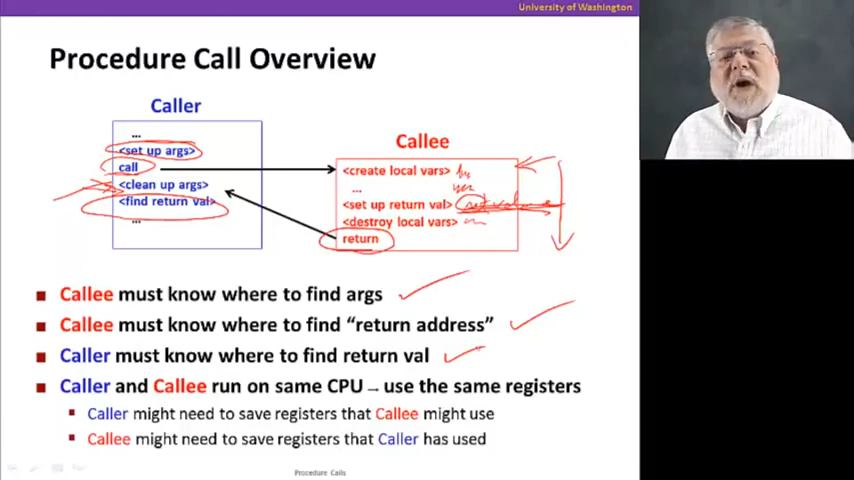 University of Washington
Procedure Call Overview
Caller
...
<set up args>
call
<clean up args>
<find return val>
...
Callee
<create local vars>
...
<set up return val>
<destroy local vars>
return
■ Callee must know where to find args
■ Callee must know where to find “return address”
■ Caller must know where to find return val
■ Caller and Callee run on same CPU → use the same registers
▪ Caller might need to save registers that Callee might use
▪ Callee might need to save registers that Caller has used
Procedure Calls